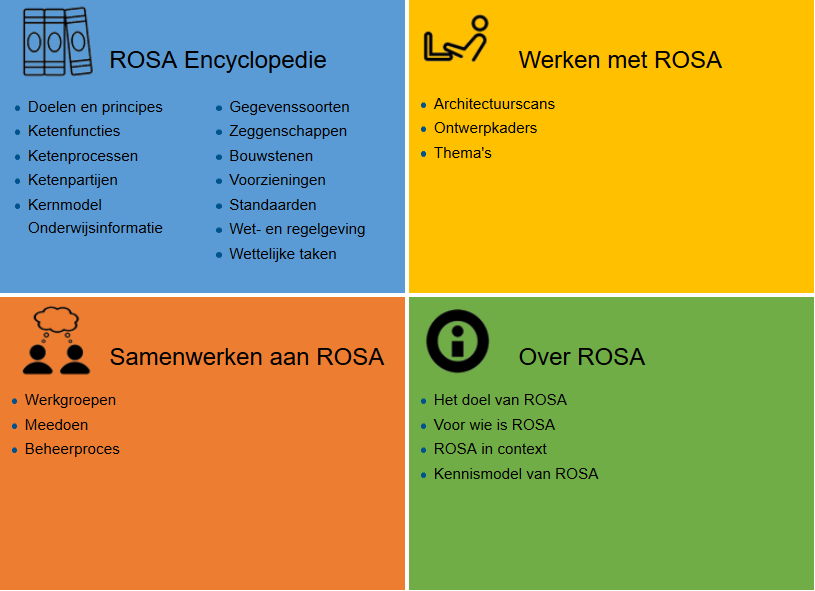 ROSA Encyclopedie
Doelen en principes
Ketenfuncties
Ketenprocessen
Ketenpartijen
Kernmodel
Onderwijsinformatie
Gegevenssoorten
Zeggenschappen
Bouwstenen
Voorzieningen
Standaarden
Wet- en regelgeving
Wettelijke taken
Werken met ROSA
Architectuurscans
Ontwerpkaders
Thema's
Samenwerken aan ROSA
Werkgroepen
Meedoen
Beheerproces
Over ROSA
Het doel van ROSA
Voor wie is ROSA
ROSA in context
Kennismodel van ROSA